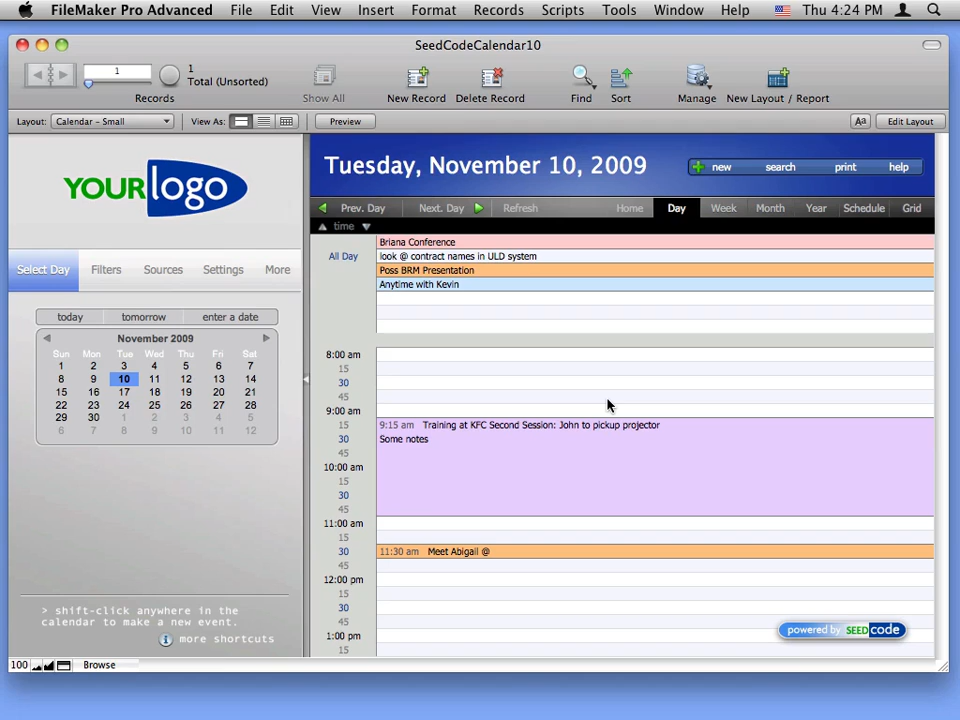 FileMaker Pro Advanced File Edit View Insert Format Records Scripts Tools Window Help Thu 4:24 PM
SeedCodeCalendar10
1
1
Total (Unsorted)
Records Show All New Record Delete Record Find Sort Manage New Layout / Report
Layout: Calendar - Small View As: Preview Aa Edit Layout
YOURlogo
Tuesday, November 10, 2009
new search print help
Prev. Day Next. Day Refresh Home Day Week Month Year Schedule Grid
time
Select Day Filters Sources Settings More
today tomorrow enter a date
November 2009
Sun Mon Tue Wed Thu Fri Sat
1 2 3 4 5 6 7
8 9 10 11 12 13 14
15 16 17 18 19 20 21
22 23 24 25 26 27 28
29 30 1 2 3 4 5
6 7 8 9 10 11 12
> shift-click anywhere in the
calendar to make a new event.
i more shortcuts
Briana Conference
All Day look @ contract names in ULD system
Poss BRM Presentation
Anytime with Kevin
8:00 am
15
30
45
9:00 am
15 9:15 am Training at KFC Second Session: John to pickup projector
30 Some notes
45
10:00 am
15
30
45
11:00 am
15
30 11:30 am Meet Abigail @
45
12:00 pm
15
30
45
1:00 pm
15
powered by SEEDcode
100 Browse